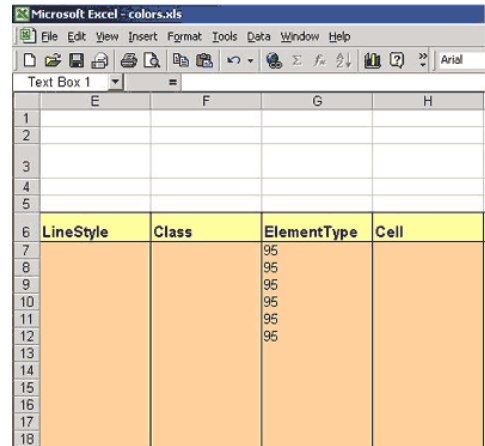 Microsoft Excel - colors.xls
File Edit View Insert Format Tools Data Window Help
Arial
Text Box 1 =
E F G H
1
2
3
4
5
6 LineStyle Class ElementType Cell
7 95
8 95
9 95
10 95
11 95
12 95
13
14
15
16
17
18